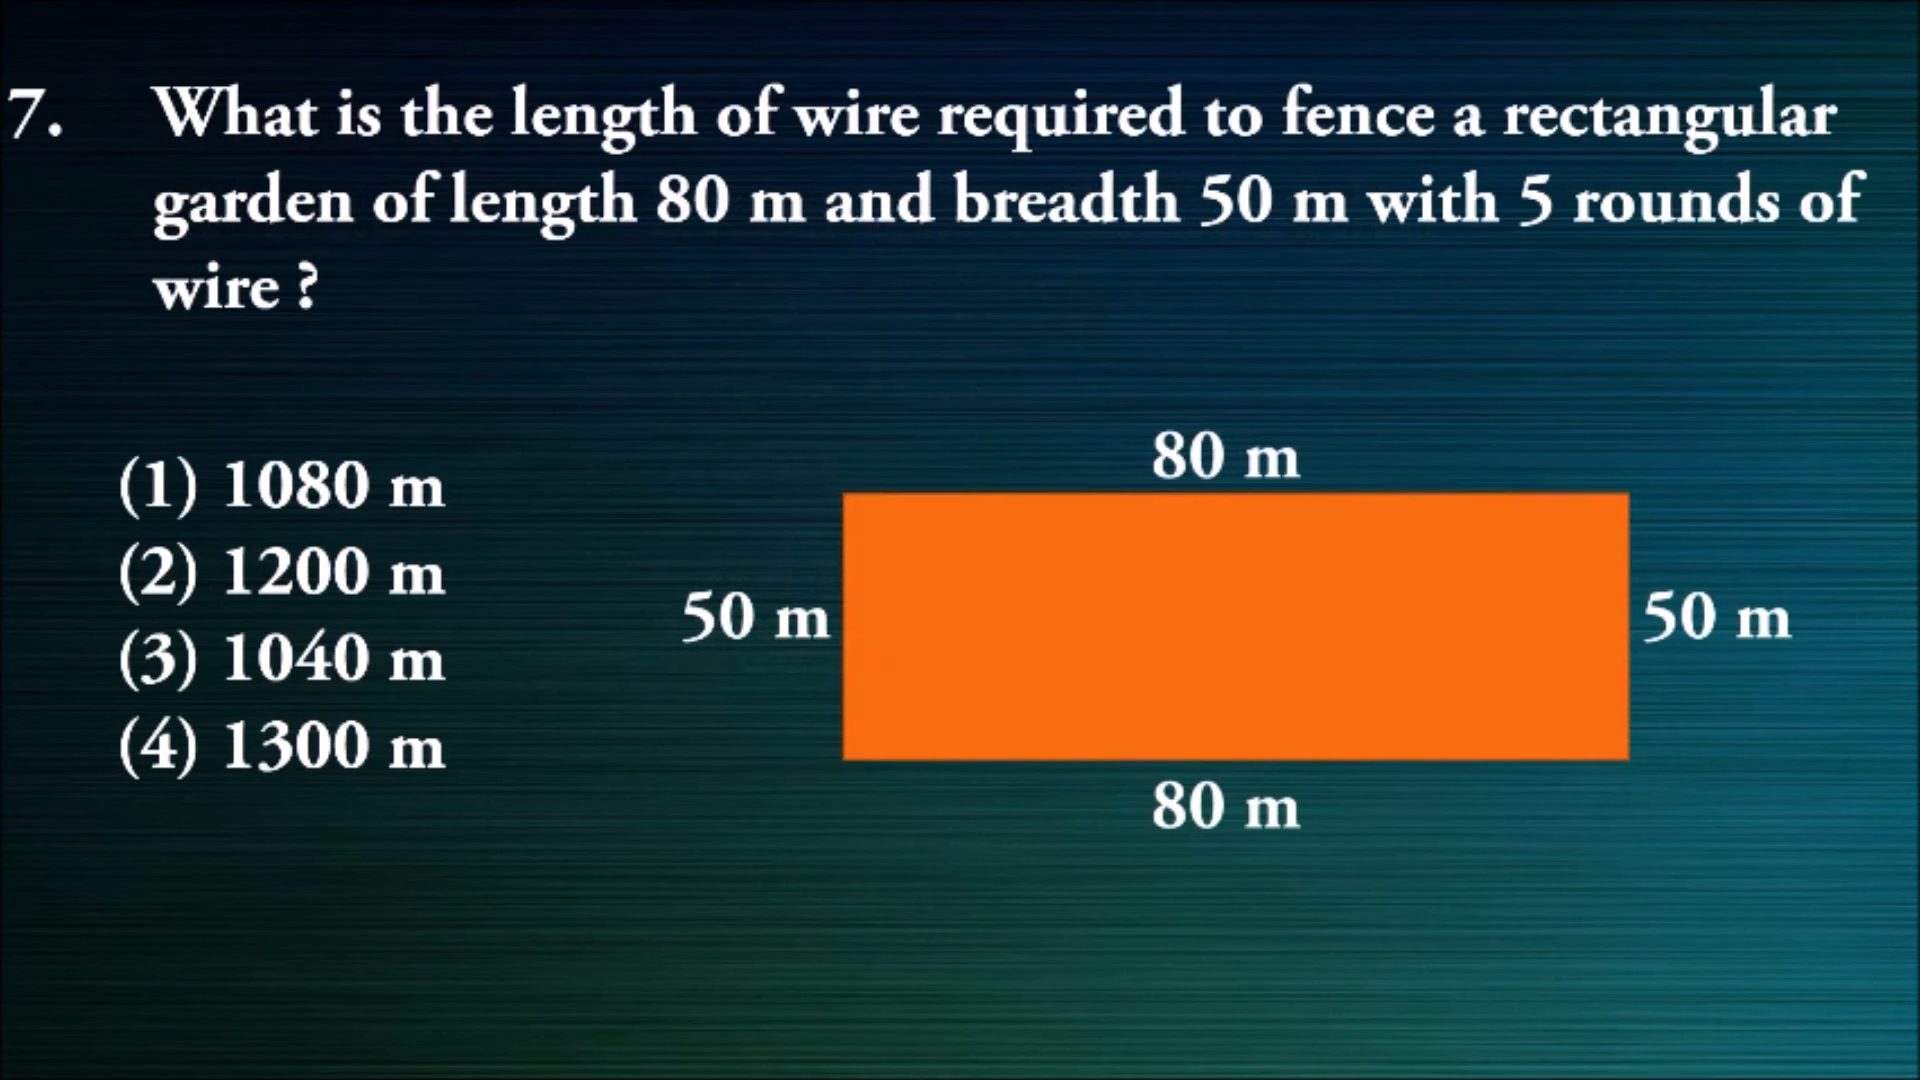 7. What is the length of wire required to fence a rectangular
garden of length 80 m and breadth 50 m with 5 rounds of
wire ?
(1) 1080 m
(2) 1200 m
(3) 1040 m
(4) 1300 m
80 m
50 m
50 m
80 m